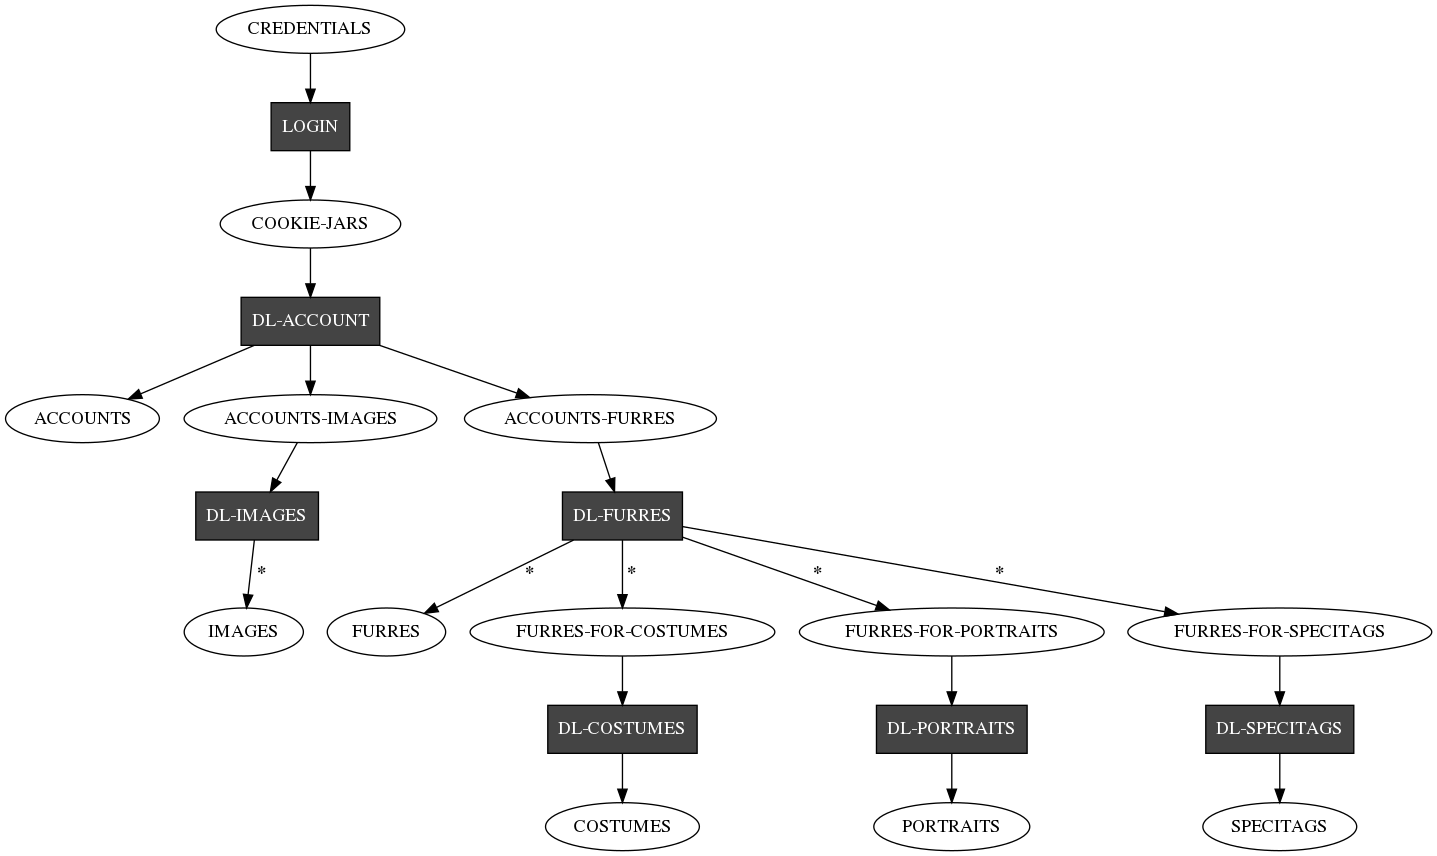 CREDENTIALS
LOGIN
COOKIE-JARS
DL-ACCOUNT
ACCOUNTS
ACCOUNTS-IMAGES
ACCOUNTS-FURRES
DL-IMAGES
DL-FURRES
*
*
*
*
*
IMAGES
FURRES
FURRES-FOR-COSTUMES
FURRES-FOR-PORTRAITS
FURRES-FOR-SPECITAGS
DL-COSTUMES
DL-PORTRAITS
DL-SPECITAGS
COSTUMES
PORTRAITS
SPECITAGS